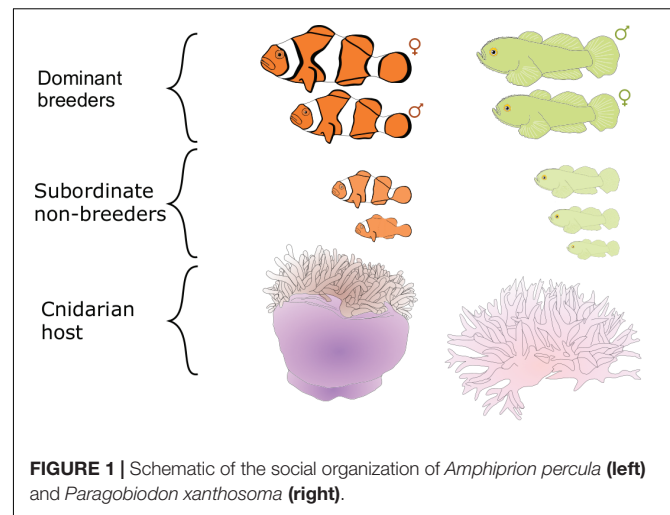 Dominant
breeders
♀
♂
♂
♀
Subordinate
non-breeders
Cnidarian
host
FIGURE 1 | Schematic of the social organization of Amphiprion percula (left)
and Paragobiodon xanthosoma (right).